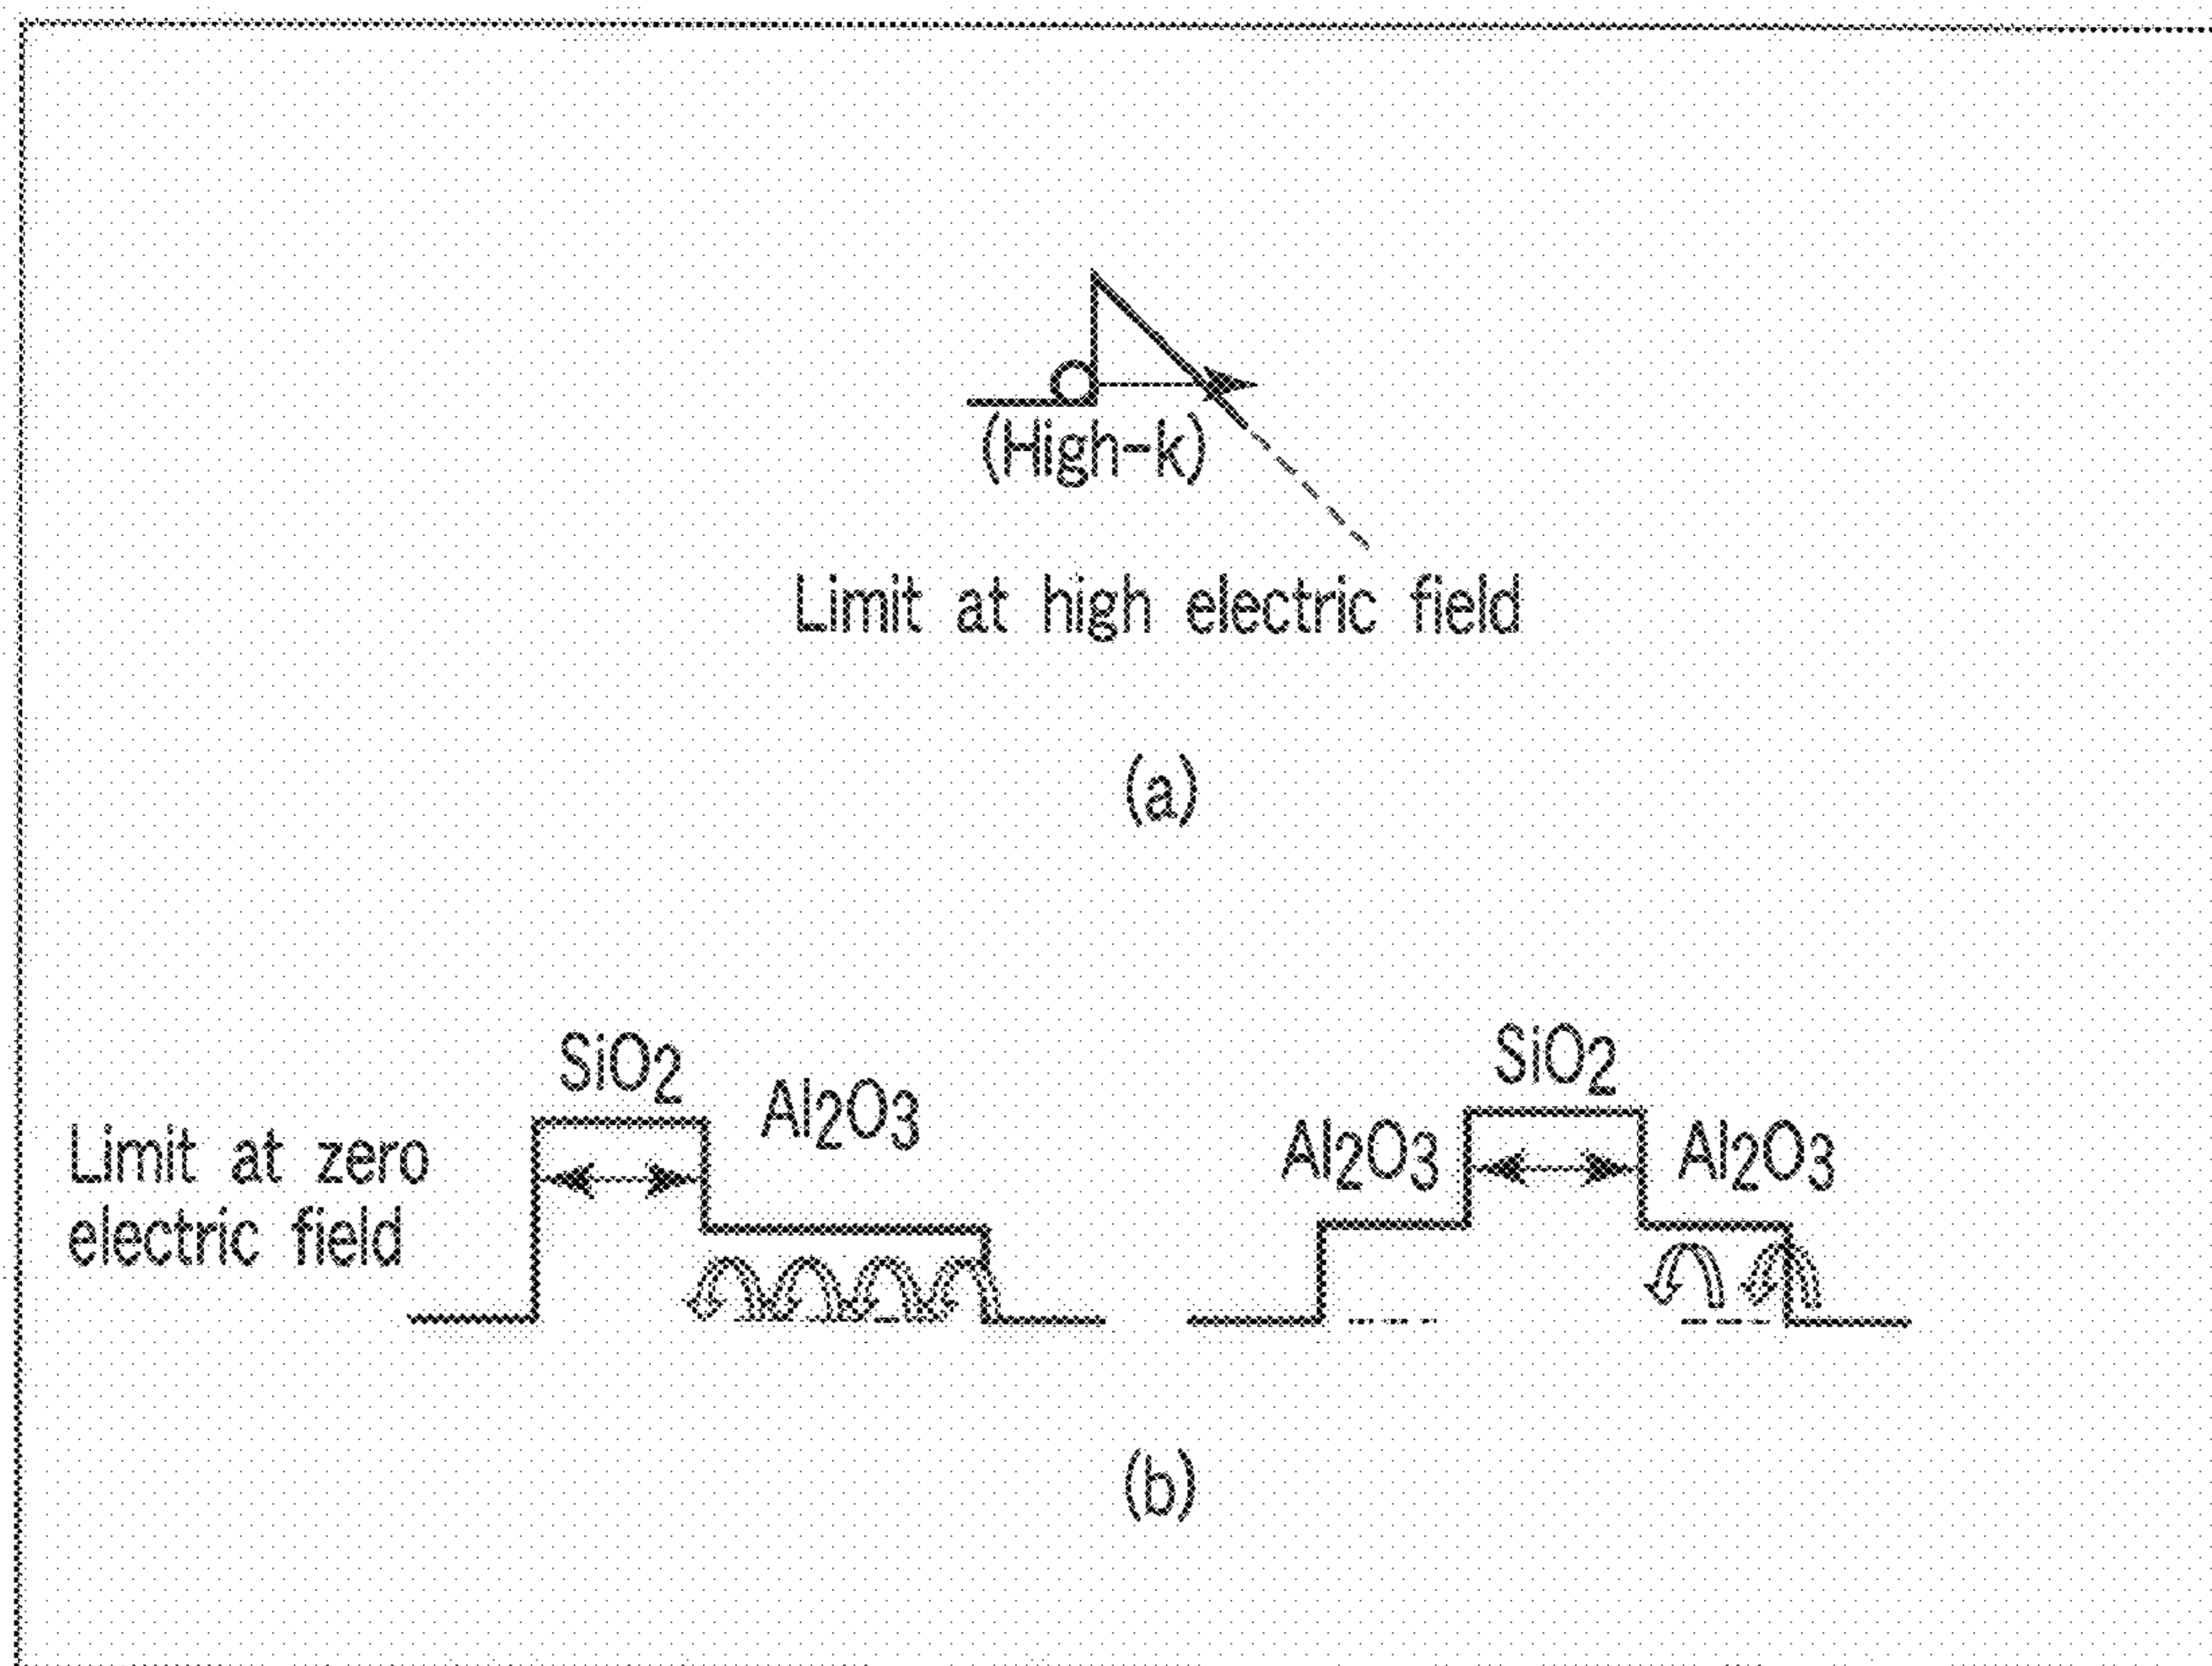 (High-k)
Limit at high electric field
(a)
SiO2
Al2O3
Limit at zero
electric field
SiO2
Al2O3
Al2O3
(b)